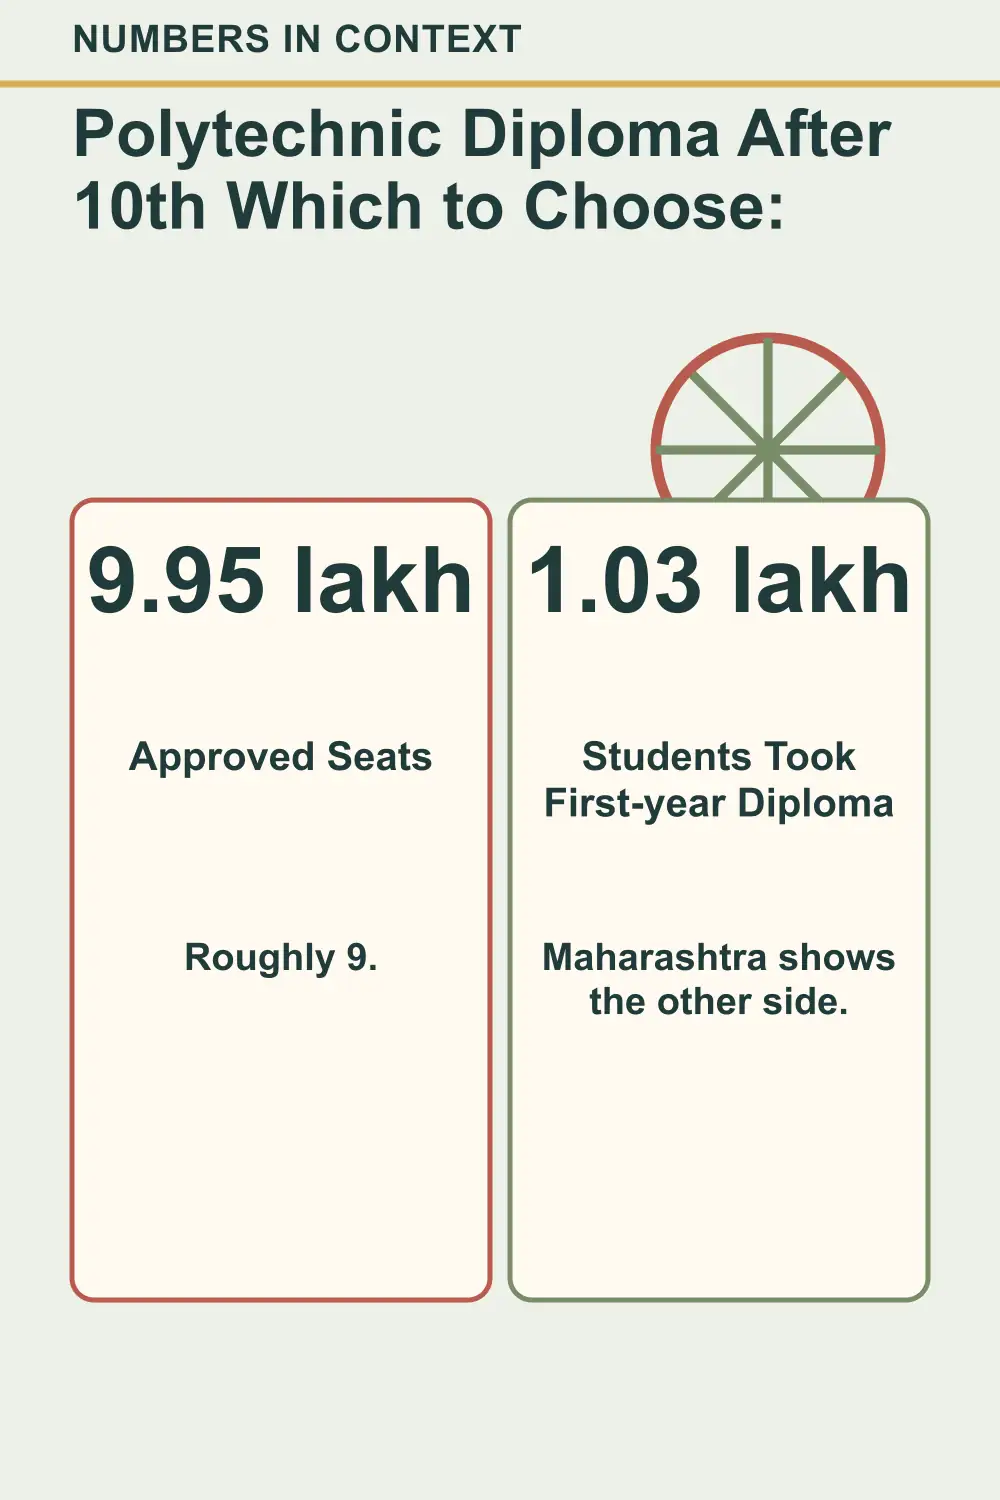 NUMBERS IN CONTEXT
Polytechnic Diploma After
10th Which to Choose:
9.95 lakh
Approved Seats
Roughly 9.
1.03 lakh
Students Took
First-year Diploma
Maharashtra shows
the other side.